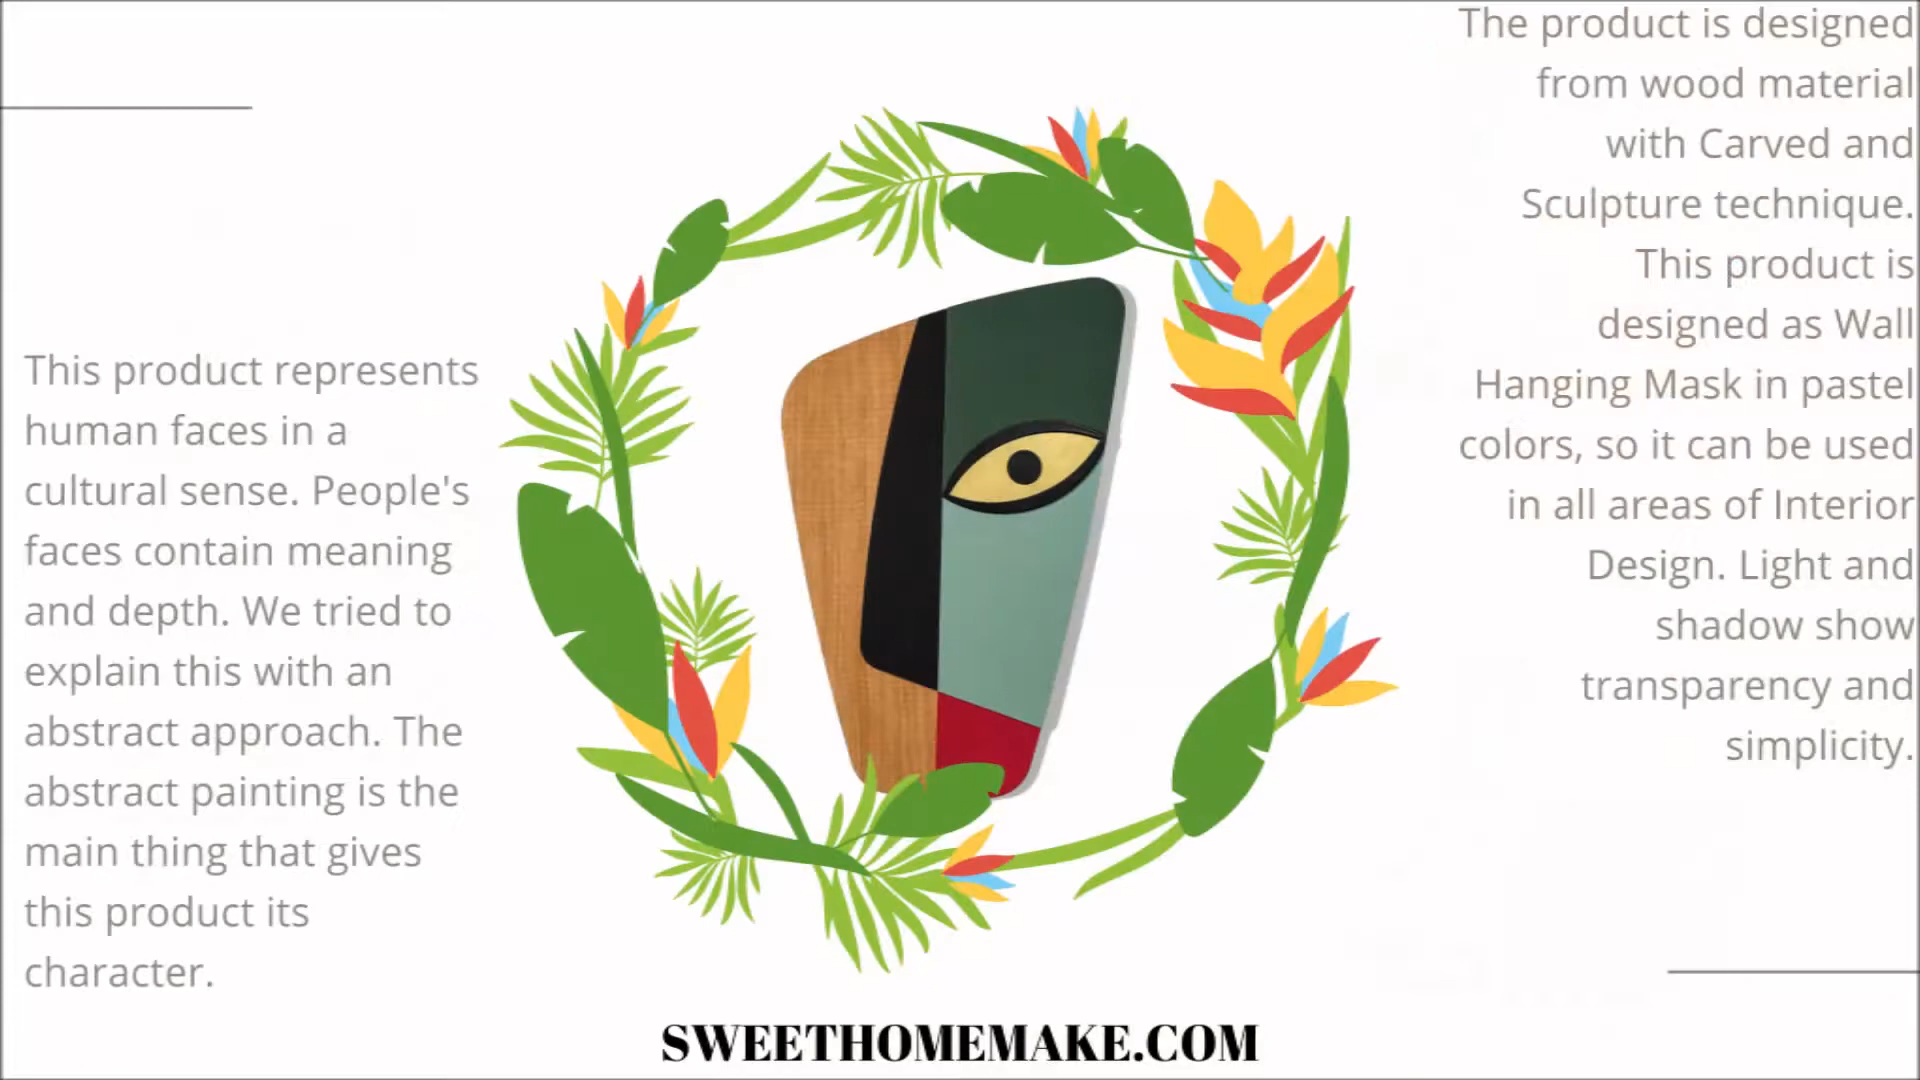 This product represents
human faces in a
cultural sense. People's
faces contain meaning
and depth. We tried to
explain this with an
abstract approach. The
abstract painting is the
main thing that gives
this product its
character.
The product is designed
from wood material
with Carved and
Sculpture technique.
This product is
designed as Wall
Hanging Mask in pastel
colors, so it can be used
in all areas of Interior
Design. Light and
shadow show
transparency and
simplicity.
SWEETHOMEMAKE.COM